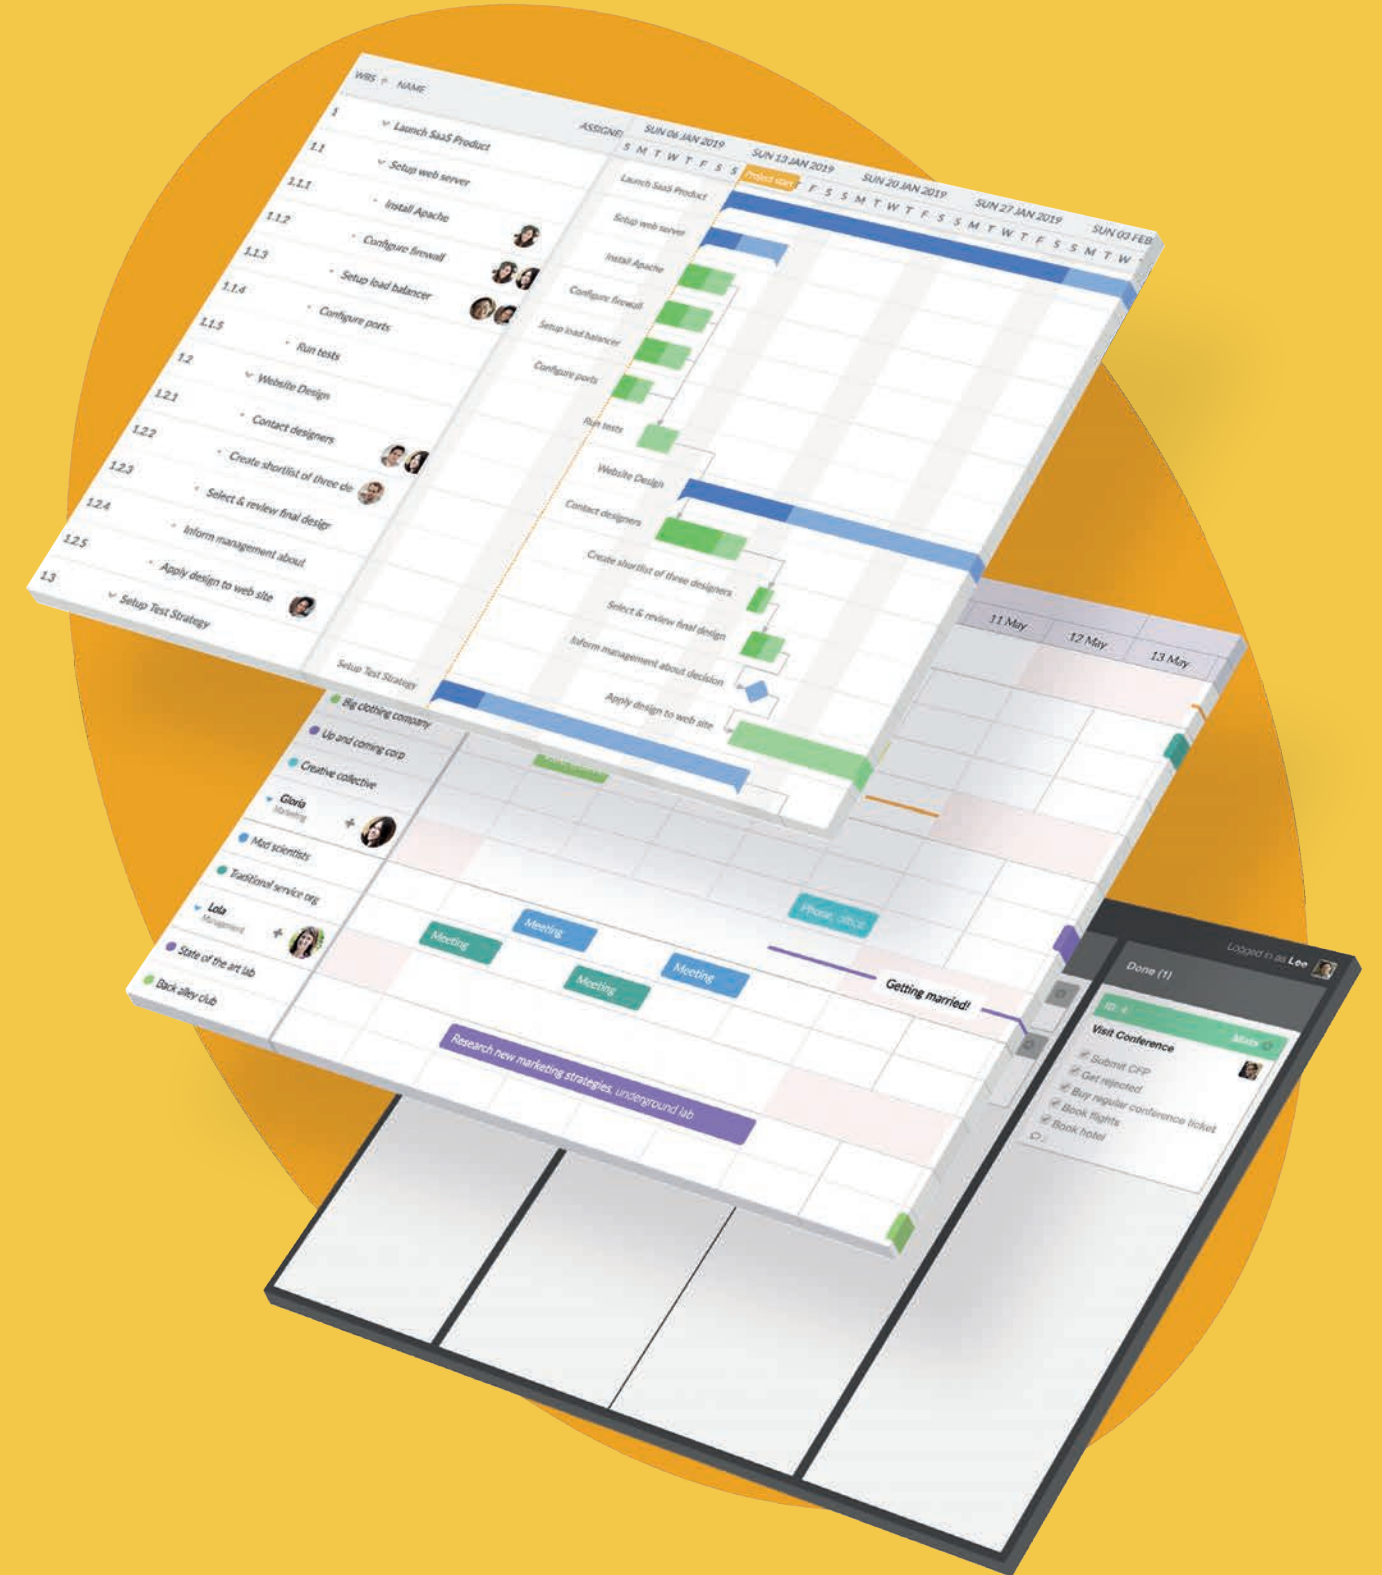 WBS NAME
ASSIGNE
1 Launch SaaS Product
1.1 Setup web server
1.1.1 Install Apache
1.1.2 Configure firewall
1.1.3 Setup load balancer
1.1.4 Configure ports
1.1.5 Run tests
1.2 Website Design
1.2.1 Contact designers
1.2.2 Create shortlist of three de
1.2.3 Select & review final desigr
1.2.4 Inform management about
1.2.5 Apply design to web site
1.3 Setup Test Strategy
SUN 06 JAN 2019 SUN 13 JAN 2019 SUN 20 JAN 2019 SUN 27 JAN 2019 SUN 03 FEB
S M T W T F S S Project start T F S S M T W T F S S M T W T F S S M T W
Launch SaaS Product
Setup web server
Install Apache
Configure firewall
Setup load balancer
Configure ports
Run tests
Website Design
Contact designers
Create shortlist of three designers
Select & review final design
Inform management about decision
Apply design to web site
Setup Test Strategy
11 May 12 May 13 May
Big clothing company
Up and coming corp
Creative collective
Gloria
Marketing
Mad scientists
Traditional service org
Lola
Management
State of the art lab
Back alley club
Phone, office
Meeting
Meeting
Meeting
Meeting
Getting married!
Research new marketing strategies, underground lab
Logged in as Lee
Done (1)
ID: 4 Mats
Visit Conference
Submit CFP
Get rejected
Buy regular conference ticket
Book flights
Book hotel